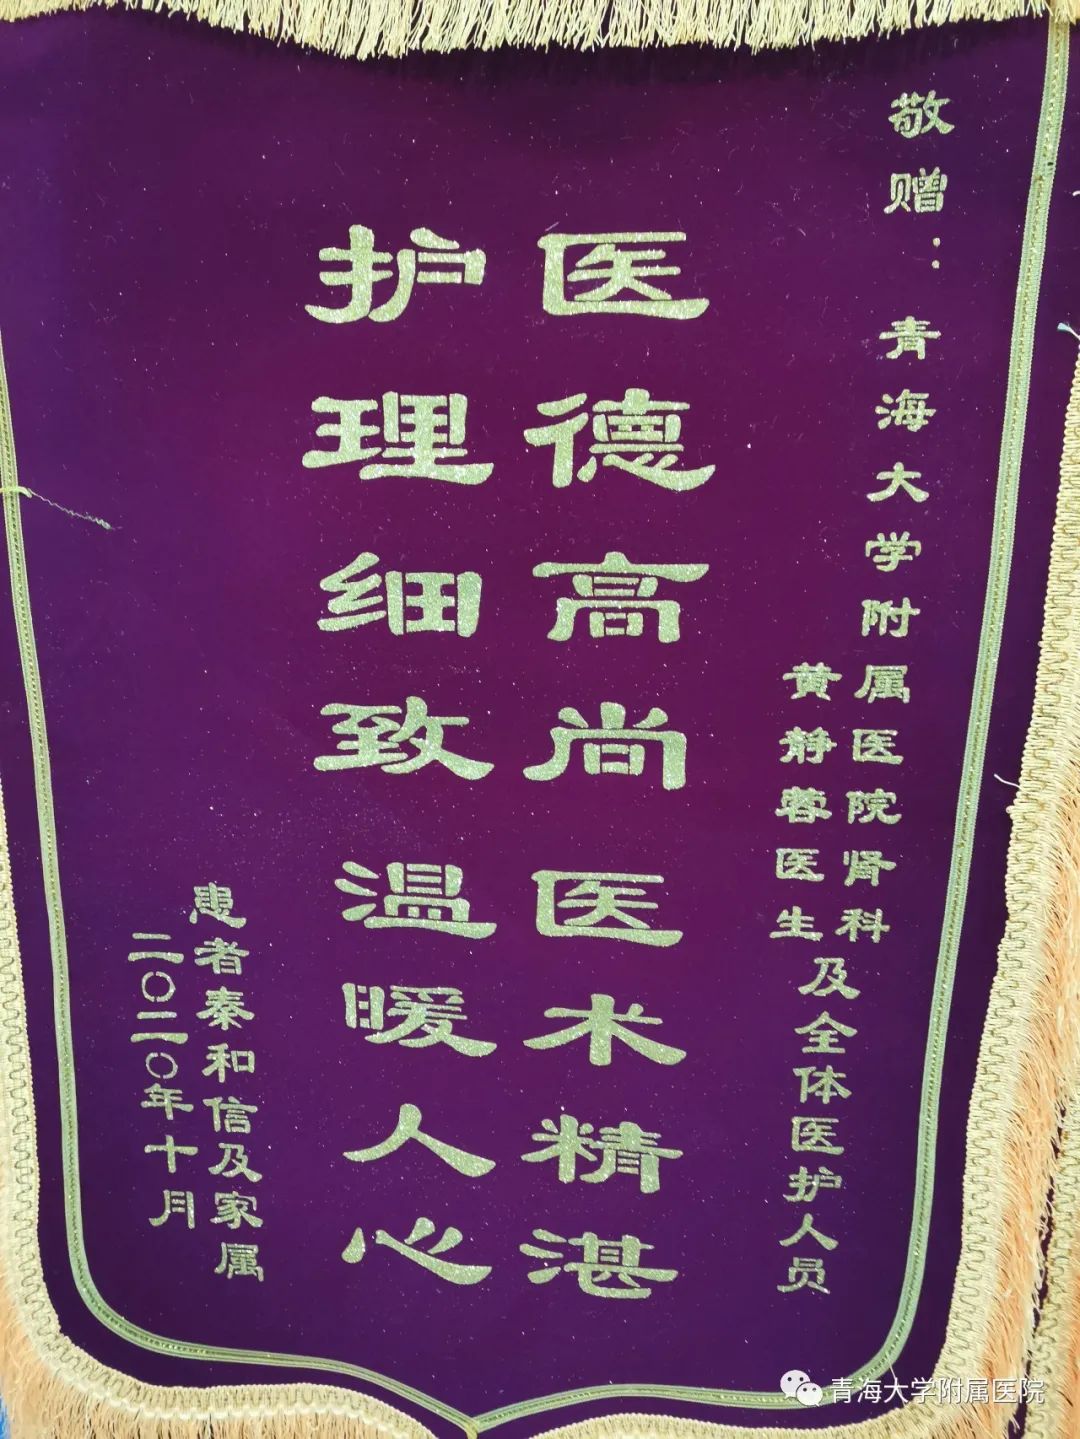 敬赠：青海大学附属医院肾科
黄静蓉医生及全体医护人员
医德高尚医术精湛
护理细致温暖人心
患者秦和信及家属
二〇二〇年十月
青海大学附属医院